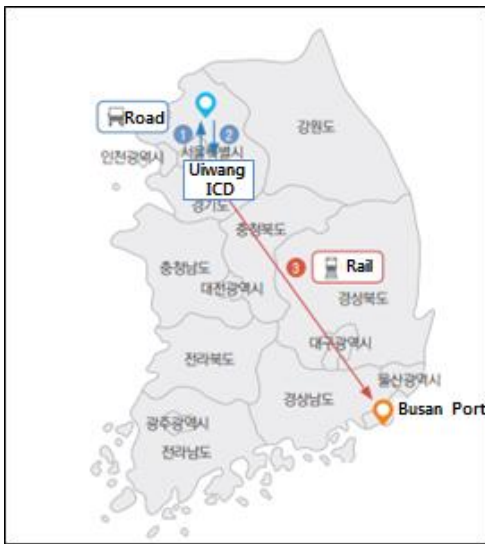 Road
1
2
강원도
인천광역시
서울특별시
Uiwang
ICD
경기도
충청북도
3
Rail
충청남도
대전광역시
경상북도
대구광역시
전라북도
울산광역시
경상남도
Busan Port
광주광역시
전라남도